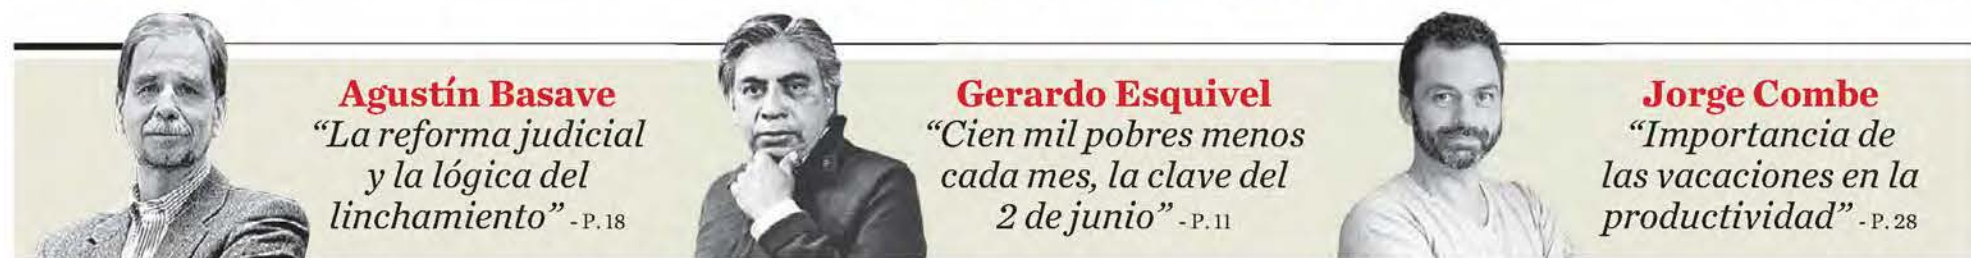 Agustín Basave
“La reforma judicial
y la lógica del
linchamiento” - P. 18
Gerardo Esquivel
“Cien mil pobres menos
cada mes, la clave del
2 de junio” - P. 11
Jorge Combe
“Importancia de
las vacaciones en la
productividad” - P. 28